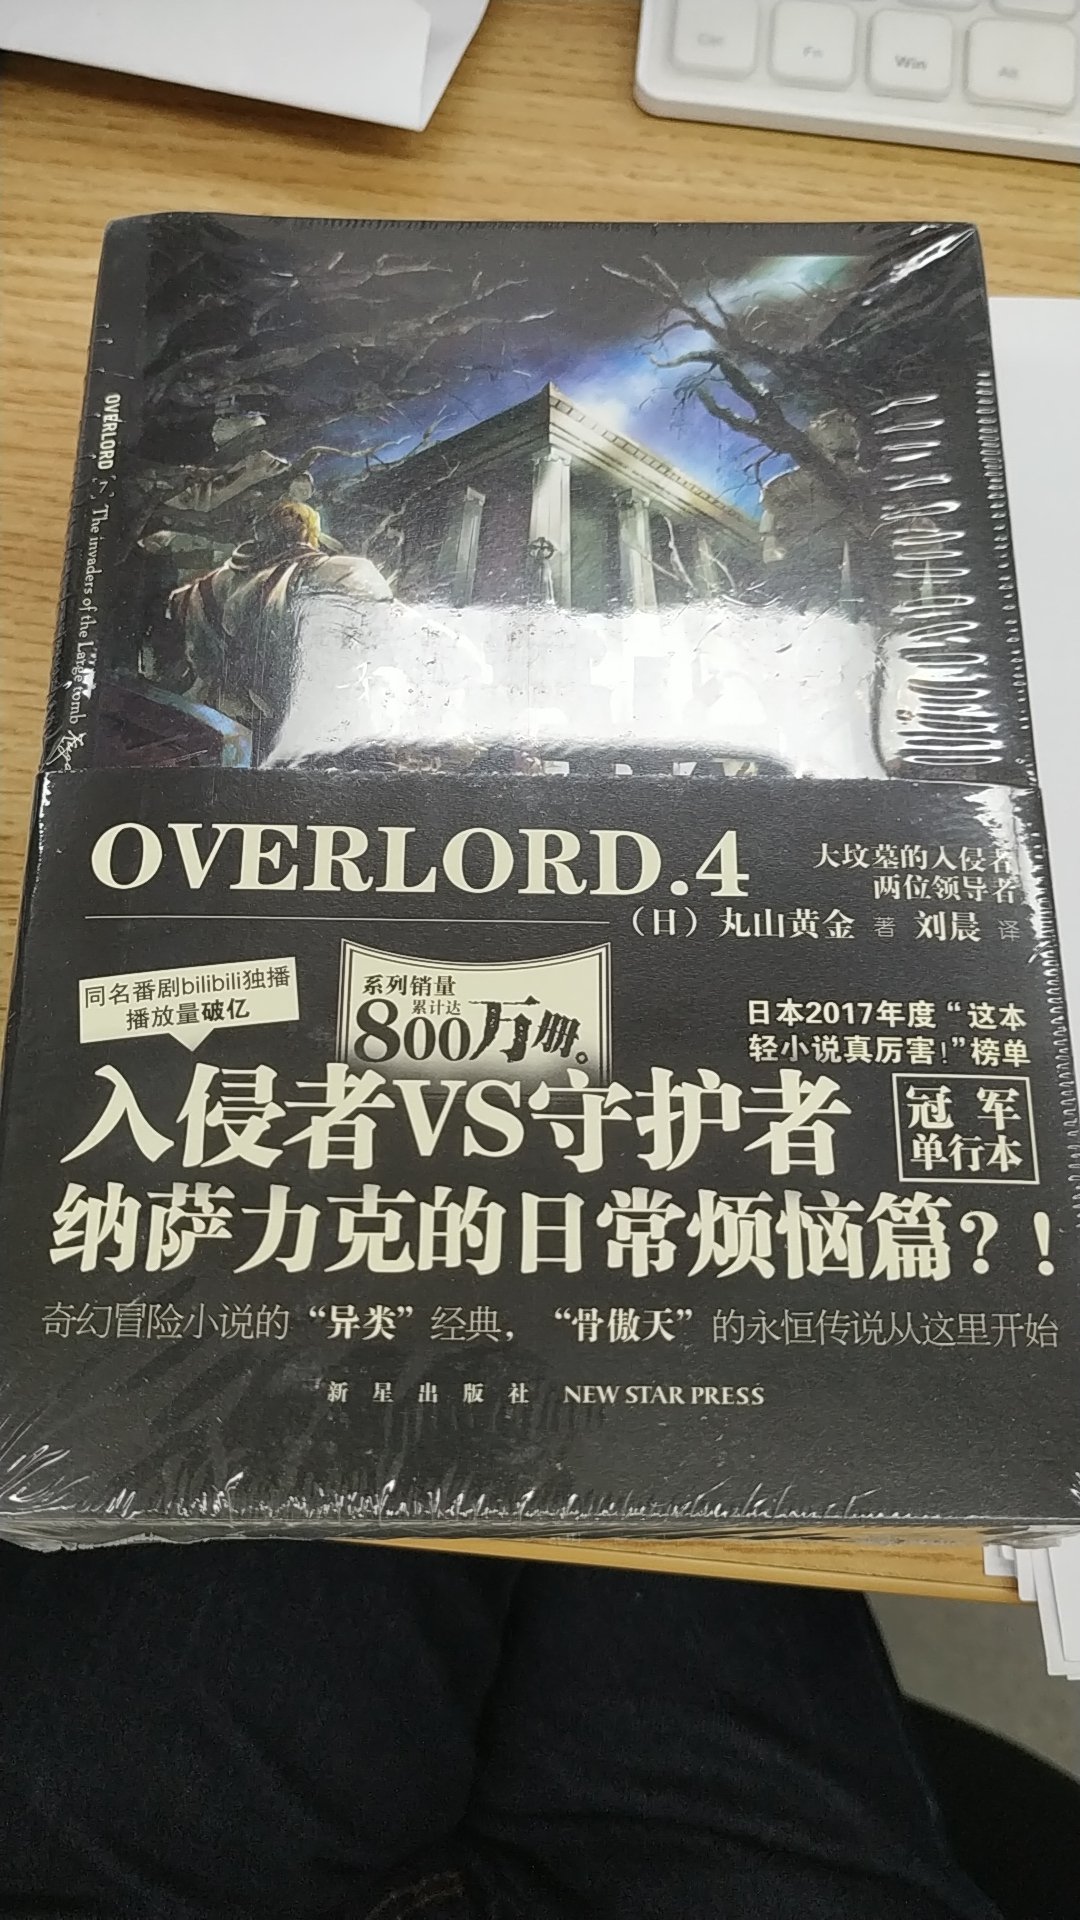 Ctrl
Fn
Win
Alt
OVERLORD [7] The invaders of the Large tomb
OVERLORD.4
大坟墓的入侵者
两位领导者
（日）丸山黄金 著 刘晨 译
同名番剧bilibili独播
播放量破亿
系列销量
累计达
800万册。
日本2017年度“这本
轻小说真厉害！”榜单
冠军
单行本
入侵者VS守护者
纳萨力克的日常烦恼篇？！
奇幻冒险小说的“异类”经典，“骨傲天”的永恒传说从这里开始
新星出版社 NEW STAR PRESS